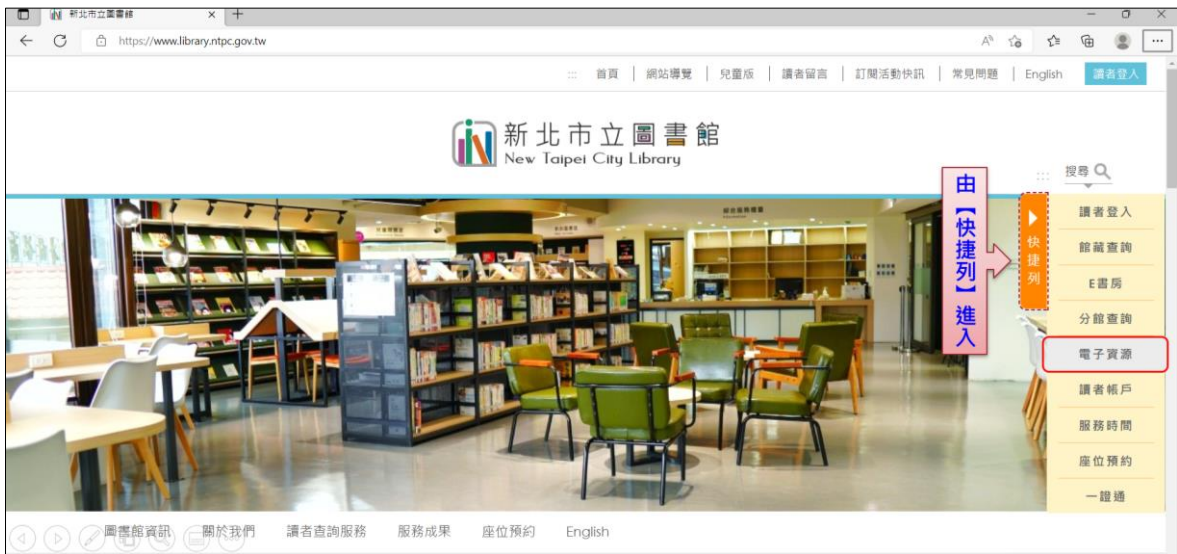 新北市立圖書館
https://www.library.ntpc.gov.tw
首頁 | 網站導覽 | 兒童版 | 讀者留言 | 訂閱活動快訊 | 常見問題 | English 讀者登入
新北市立圖書館
New Taipei City Library
搜尋
由【快捷列】進入
快捷列
讀者登入
館藏查詢
E書房
分館查詢
電子資源
讀者帳戶
服務時間
座位預約
一證通
圖書館資訊 關於我們 讀者查詢服務 服務成果 座位預約 English